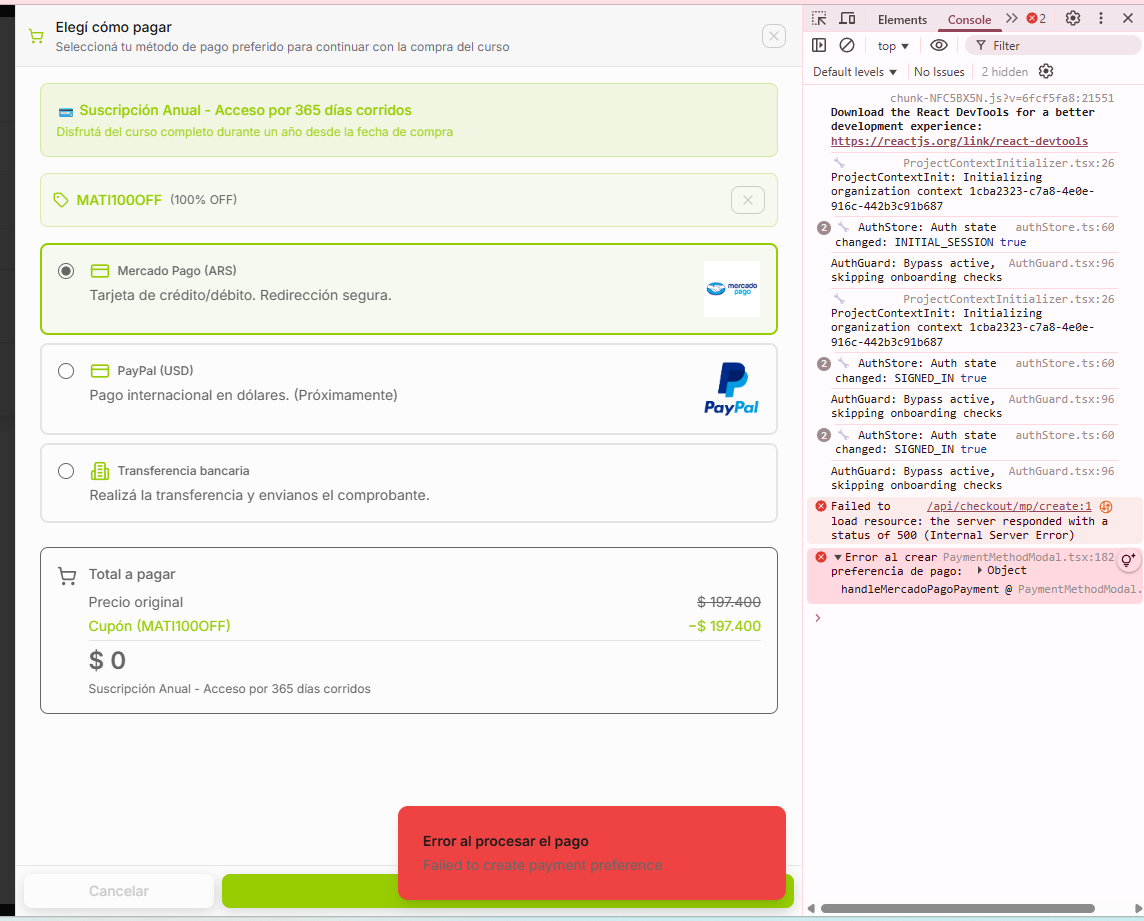 Elegí cómo pagar
Seleccioná tu método de pago preferido para continuar con la compra del curso
Suscripción Anual - Acceso por 365 días corridos
Disfrutá del curso completo durante un año desde la fecha de compra
MATI100OFF (100% OFF)
Mercado Pago (ARS)
Tarjeta de crédito/débito. Redirección segura.
mercado
pago
PayPal (USD)
Pago internacional en dólares. (Próximamente)
PayPal
Transferencia bancaria
Realizá la transferencia y envianos el comprobante.
Total a pagar
Precio original $ 197.400
Cupón (MATI100OFF) -$ 197.400
$ 0
Suscripción Anual - Acceso por 365 días corridos
Error al procesar el pago
Failed to create payment preference
Cancelar
Elements Console 2
top Filter
Default levels No Issues 2 hidden
chunk-NFC5BX5N.js?v=6fcf5fa8:21551
Download the React DevTools for a better
development experience:
https://reactjs.org/link/react-devtools
ProjectContextInitializer.tsx:26
ProjectContextInit: Initializing
organization context 1cba2323-c7a8-4e0e-
916c-442b3c91b687
2 AuthStore: Auth state authStore.ts:60
changed: INITIAL_SESSION true
AuthGuard: Bypass active, AuthGuard.tsx:96
skipping onboarding checks
ProjectContextInitializer.tsx:26
ProjectContextInit: Initializing
organization context 1cba2323-c7a8-4e0e-
916c-442b3c91b687
2 AuthStore: Auth state authStore.ts:60
changed: SIGNED_IN true
AuthGuard: Bypass active, AuthGuard.tsx:96
skipping onboarding checks
2 AuthStore: Auth state authStore.ts:60
changed: SIGNED_IN true
AuthGuard: Bypass active, AuthGuard.tsx:96
skipping onboarding checks
Failed to /api/checkout/mp/create:1
load resource: the server responded with a
status of 500 (Internal Server Error)
Error al crear PaymentMethodModal.tsx:182
preferencia de pago: Object
handleMercadoPagoPayment @ PaymentMethodModal.